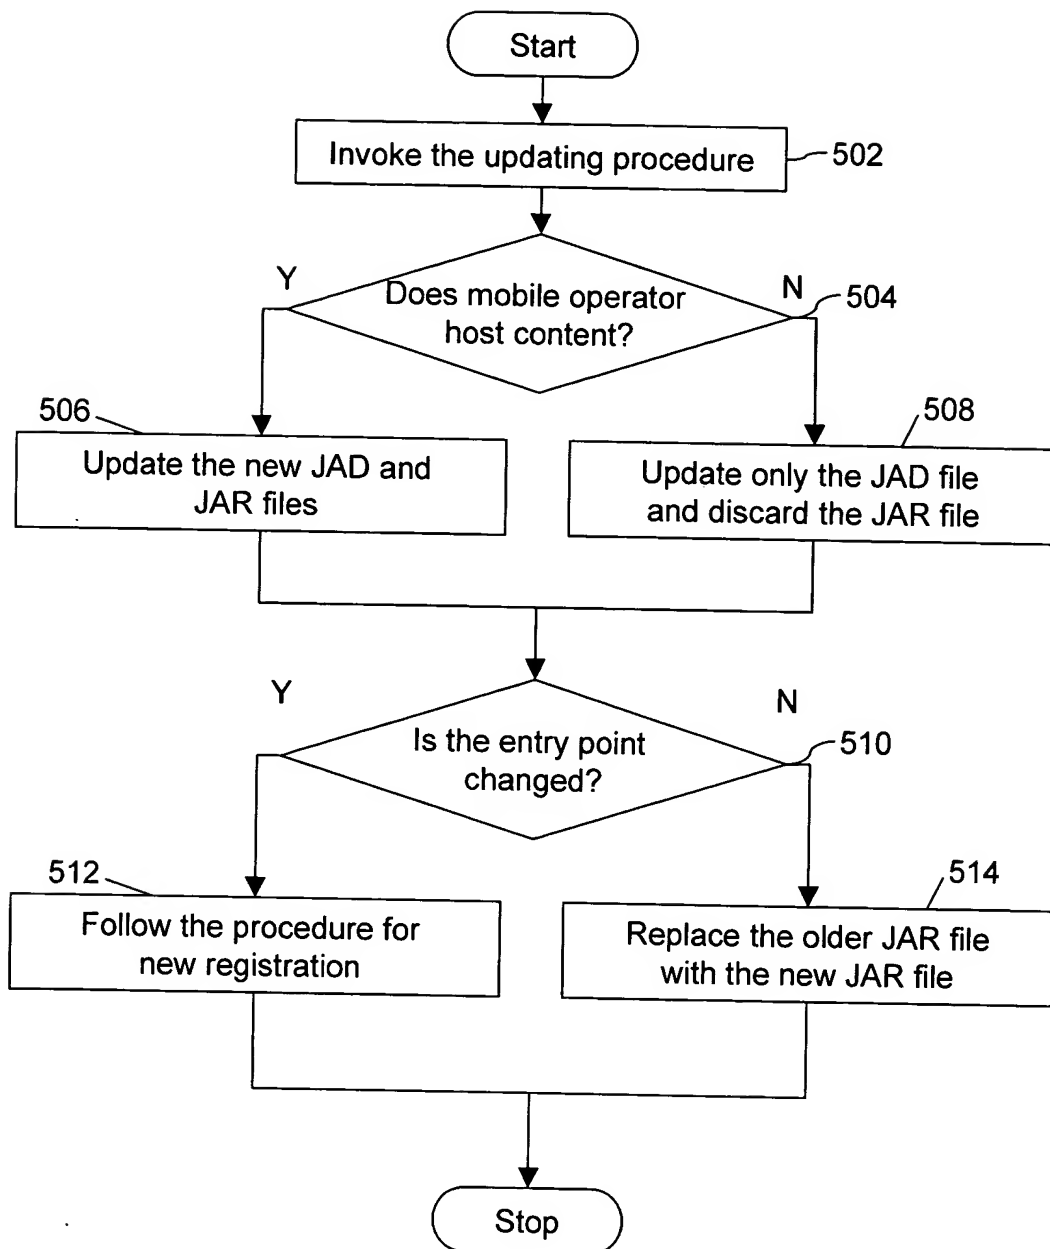 Start
Invoke the updating procedure
502
Y
N
Does mobile operator
host content?
504
506
508
Update the new JAD and
JAR files
Update only the JAD file
and discard the JAR file
Y
N
Is the entry point
changed?
510
512
514
Follow the procedure for
new registration
Replace the older JAR file
with the new JAR file
Stop